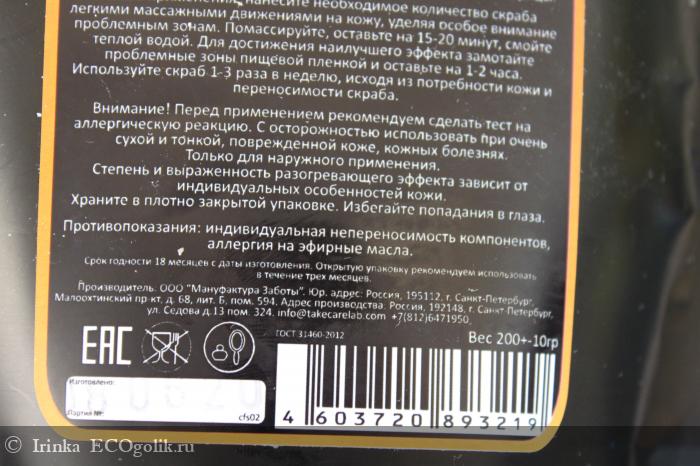 применения, нанесите необходимое количество скраба
легкими массажными движениями на кожу, уделяя особое внимание
проблемным зонам. Помассируйте, оставьте на 15-20 минут, смойте
теплой водой. Для достижения наилучшего эффекта замотайте
проблемные зоны пищевой пленкой и оставьте на 1-2 часа.
Используйте скраб 1-3 раза в неделю, исходя из потребности кожи и
переносимости скраба.
Внимание! Перед применением рекомендуем сделать тест на
аллергическую реакцию. С осторожностью использовать при очень
сухой и тонкой, поврежденной коже, кожных болезнях.
Только для наружного применения.
Степень и выраженность разогревающего эффекта зависит от
индивидуальных особенностей кожи.
Храните в плотно закрытой упаковке. Избегайте попадания в глаза.
Противопоказания: индивидуальная непереносимость компонентов,
аллергия на эфирные масла.
Срок годности 18 месяцев с даты изготовления. Открытую упаковку рекомендуем использовать
в течение трех месяцев.
Производитель: ООО "Мануфактура Заботы". Юр. адрес: Россия, 195112, г. Санкт-Петербург,
Малоохтинский пр-кт, д. 68, лит. Б, пом. 594. Адрес производства: Россия, 192148, г. Санкт-Петербург,
ул. Седова д.13 пом. 324. info@takecarelab.com +7(812)6471950
ГОСТ 31460-2012
Вес 200+-10гр
EAC
Изготовлено:
Партия №:
cfs02
4 603720 893219
© Irinka ECOgolik.ru